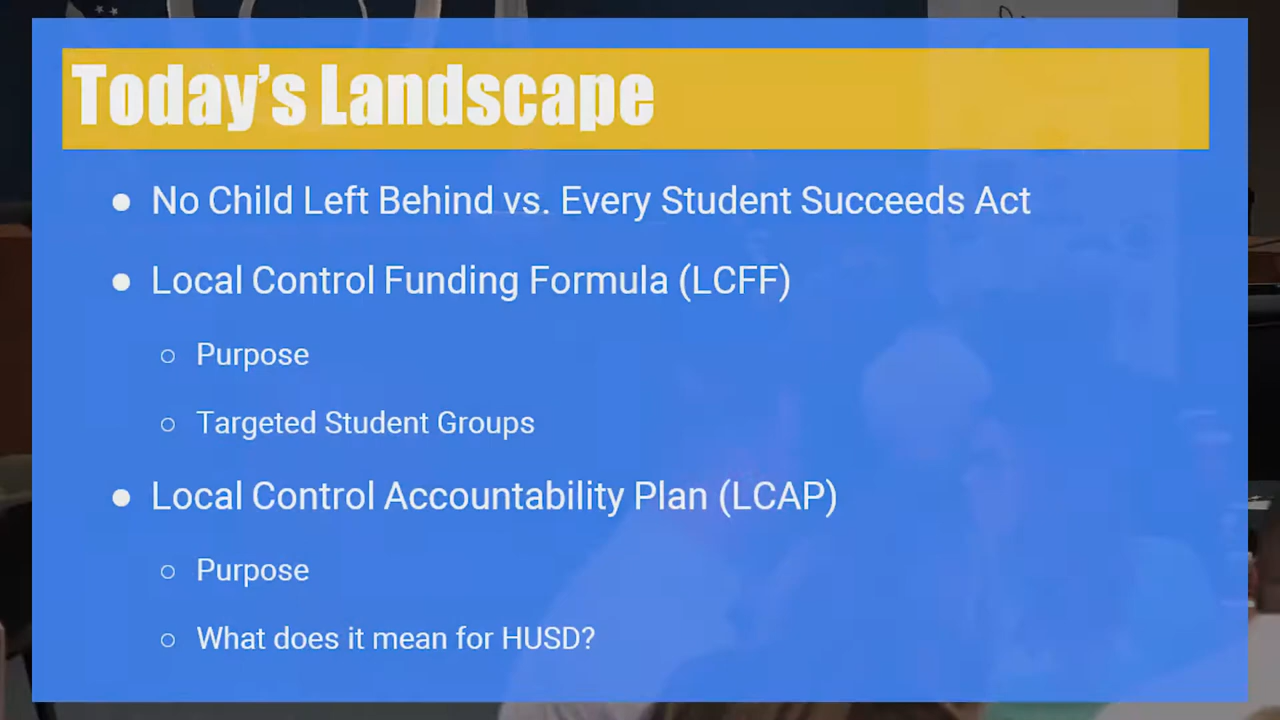 Today's Landscape
● No Child Left Behind vs. Every Student Succeeds Act
● Local Control Funding Formula (LCFF)
○ Purpose
○ Targeted Student Groups
● Local Control Accountability Plan (LCAP)
○ Purpose
○ What does it mean for HUSD?